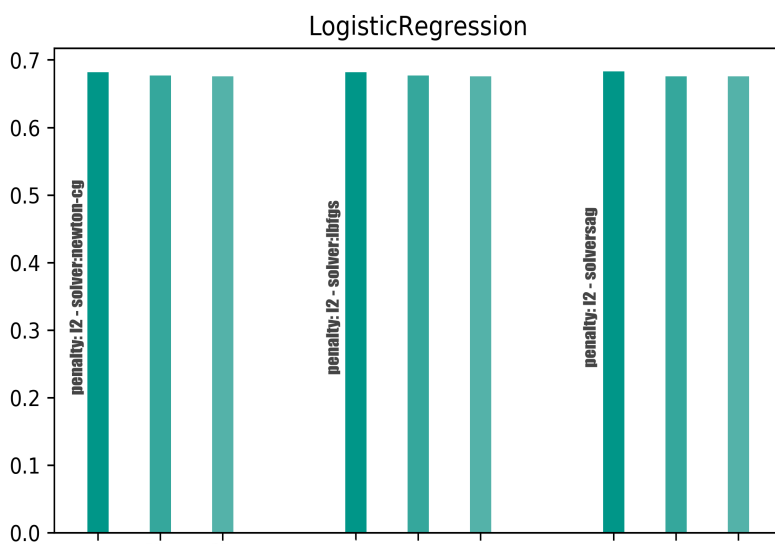 LogisticRegression
0.7
0.6
0.5
0.4
0.3
0.2
0.1
0.0
penalty: l2 - solver:newton-cg
penalty: l2 - solver:lbfgs
penalty: l2 - solversag